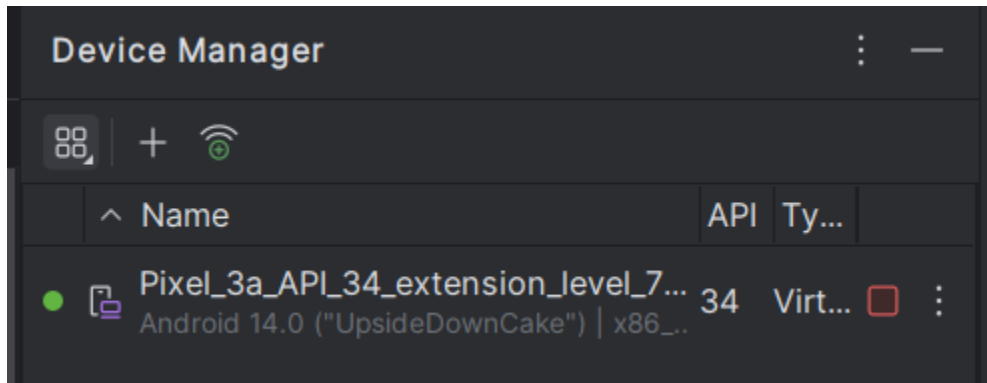 Device Manager
Name API Ty...
Pixel_3a_API_34_extension_level_7... 34 Virt...
Android 14.0 ("UpsideDownCake") | x86_..